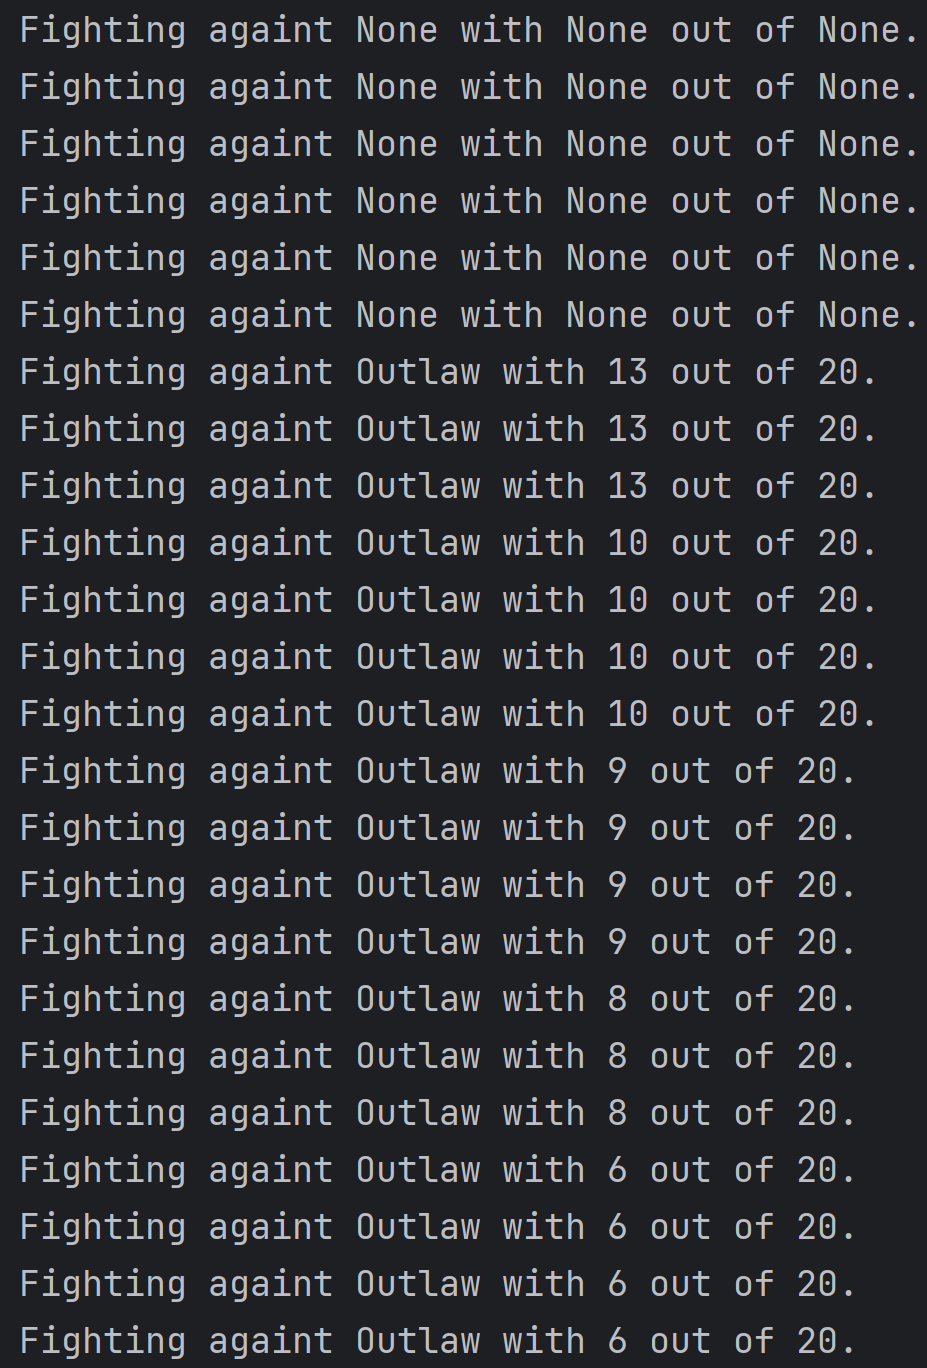 Fighting againt None with None out of None.
Fighting againt None with None out of None.
Fighting againt None with None out of None.
Fighting againt None with None out of None.
Fighting againt None with None out of None.
Fighting againt None with None out of None.
Fighting againt Outlaw with 13 out of 20.
Fighting againt Outlaw with 13 out of 20.
Fighting againt Outlaw with 13 out of 20.
Fighting againt Outlaw with 10 out of 20.
Fighting againt Outlaw with 10 out of 20.
Fighting againt Outlaw with 10 out of 20.
Fighting againt Outlaw with 10 out of 20.
Fighting againt Outlaw with 9 out of 20.
Fighting againt Outlaw with 9 out of 20.
Fighting againt Outlaw with 9 out of 20.
Fighting againt Outlaw with 9 out of 20.
Fighting againt Outlaw with 8 out of 20.
Fighting againt Outlaw with 8 out of 20.
Fighting againt Outlaw with 8 out of 20.
Fighting againt Outlaw with 6 out of 20.
Fighting againt Outlaw with 6 out of 20.
Fighting againt Outlaw with 6 out of 20.
Fighting againt Outlaw with 6 out of 20.